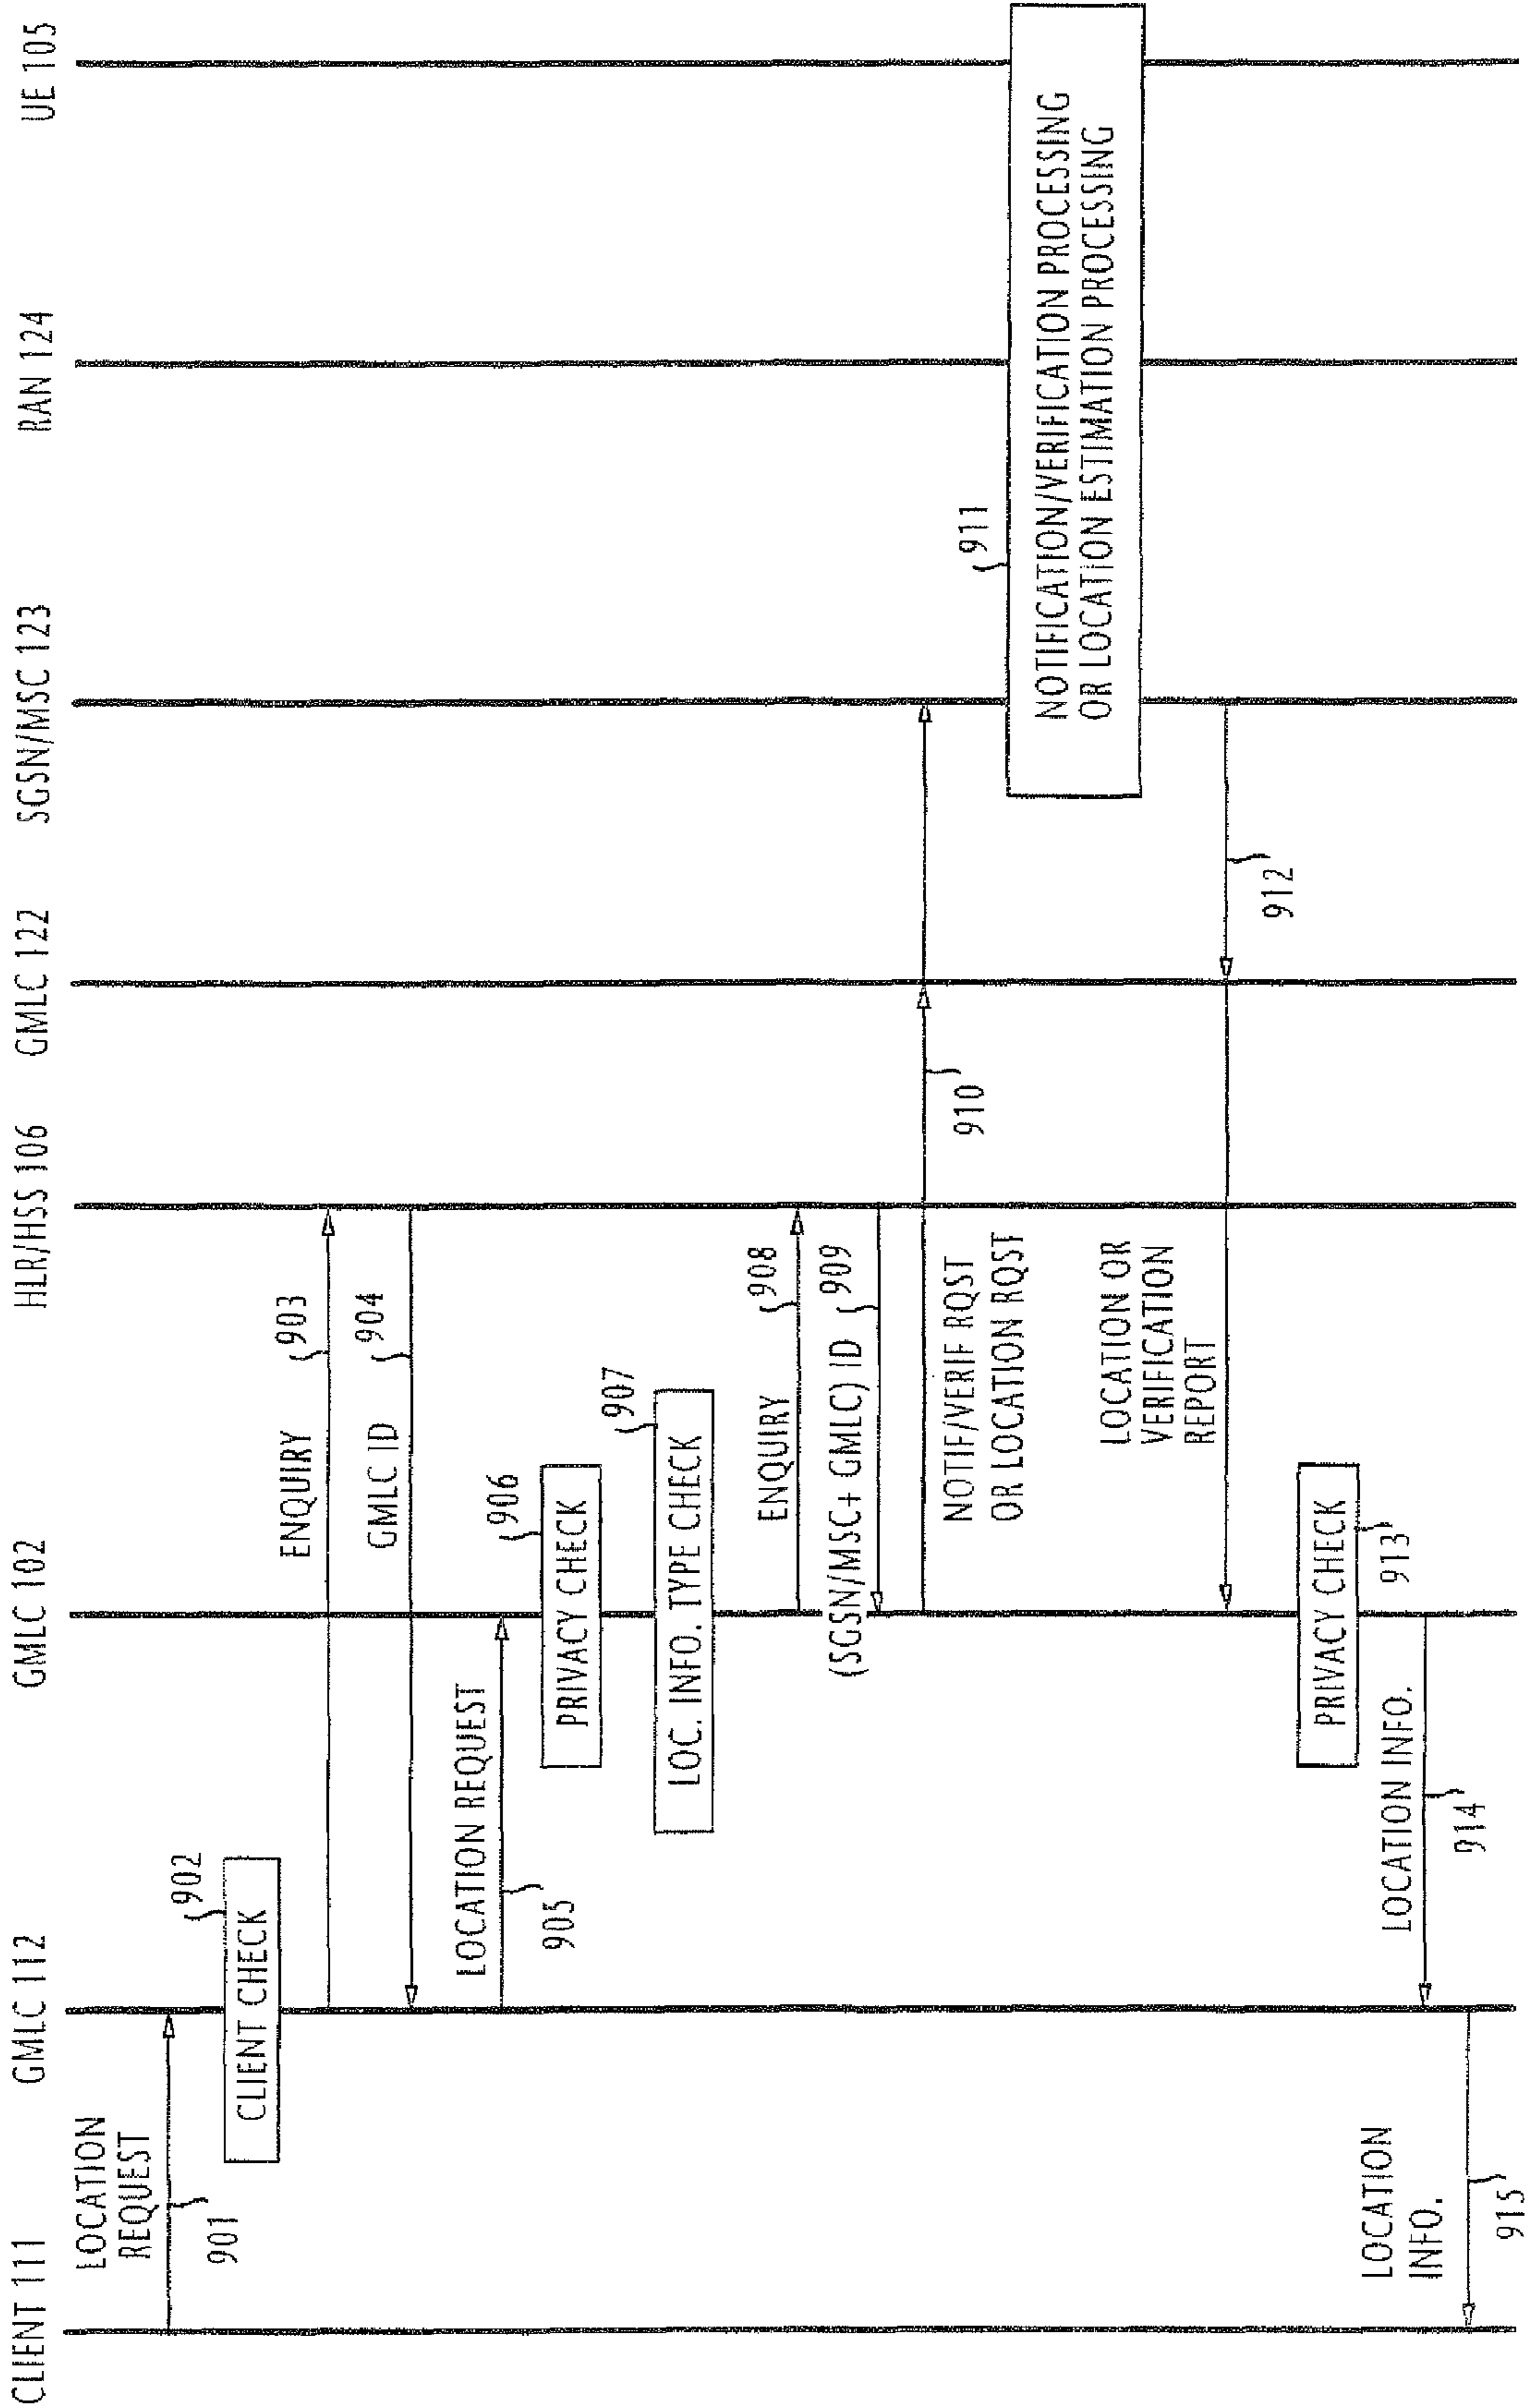 CLIENT 111
GMLC 112
GMLC 102
HLR/HSS 106
GMLC 122
SGSN/MSC 123
RAN 124
UE 105
LOCATION
REQUEST
901
CLIENT CHECK
902
ENQUIRY
903
GMLC ID
904
LOCATION REQUEST
905
PRIVACY CHECK
906
LOC. INFO. TYPE CHECK
907
ENQUIRY
908
(SGSN/MSC+ GMLC) ID
909
910
NOTIF/VERIF RQST
OR LOCATION RQST
911
NOTIFICATION/VERIFICATION PROCESSING
OR LOCATION ESTIMATION PROCESSING
LOCATION OR
VERIFICATION
REPORT
912
PRIVACY CHECK
913
LOCATION INFO.
914
LOCATION
INFO.
915